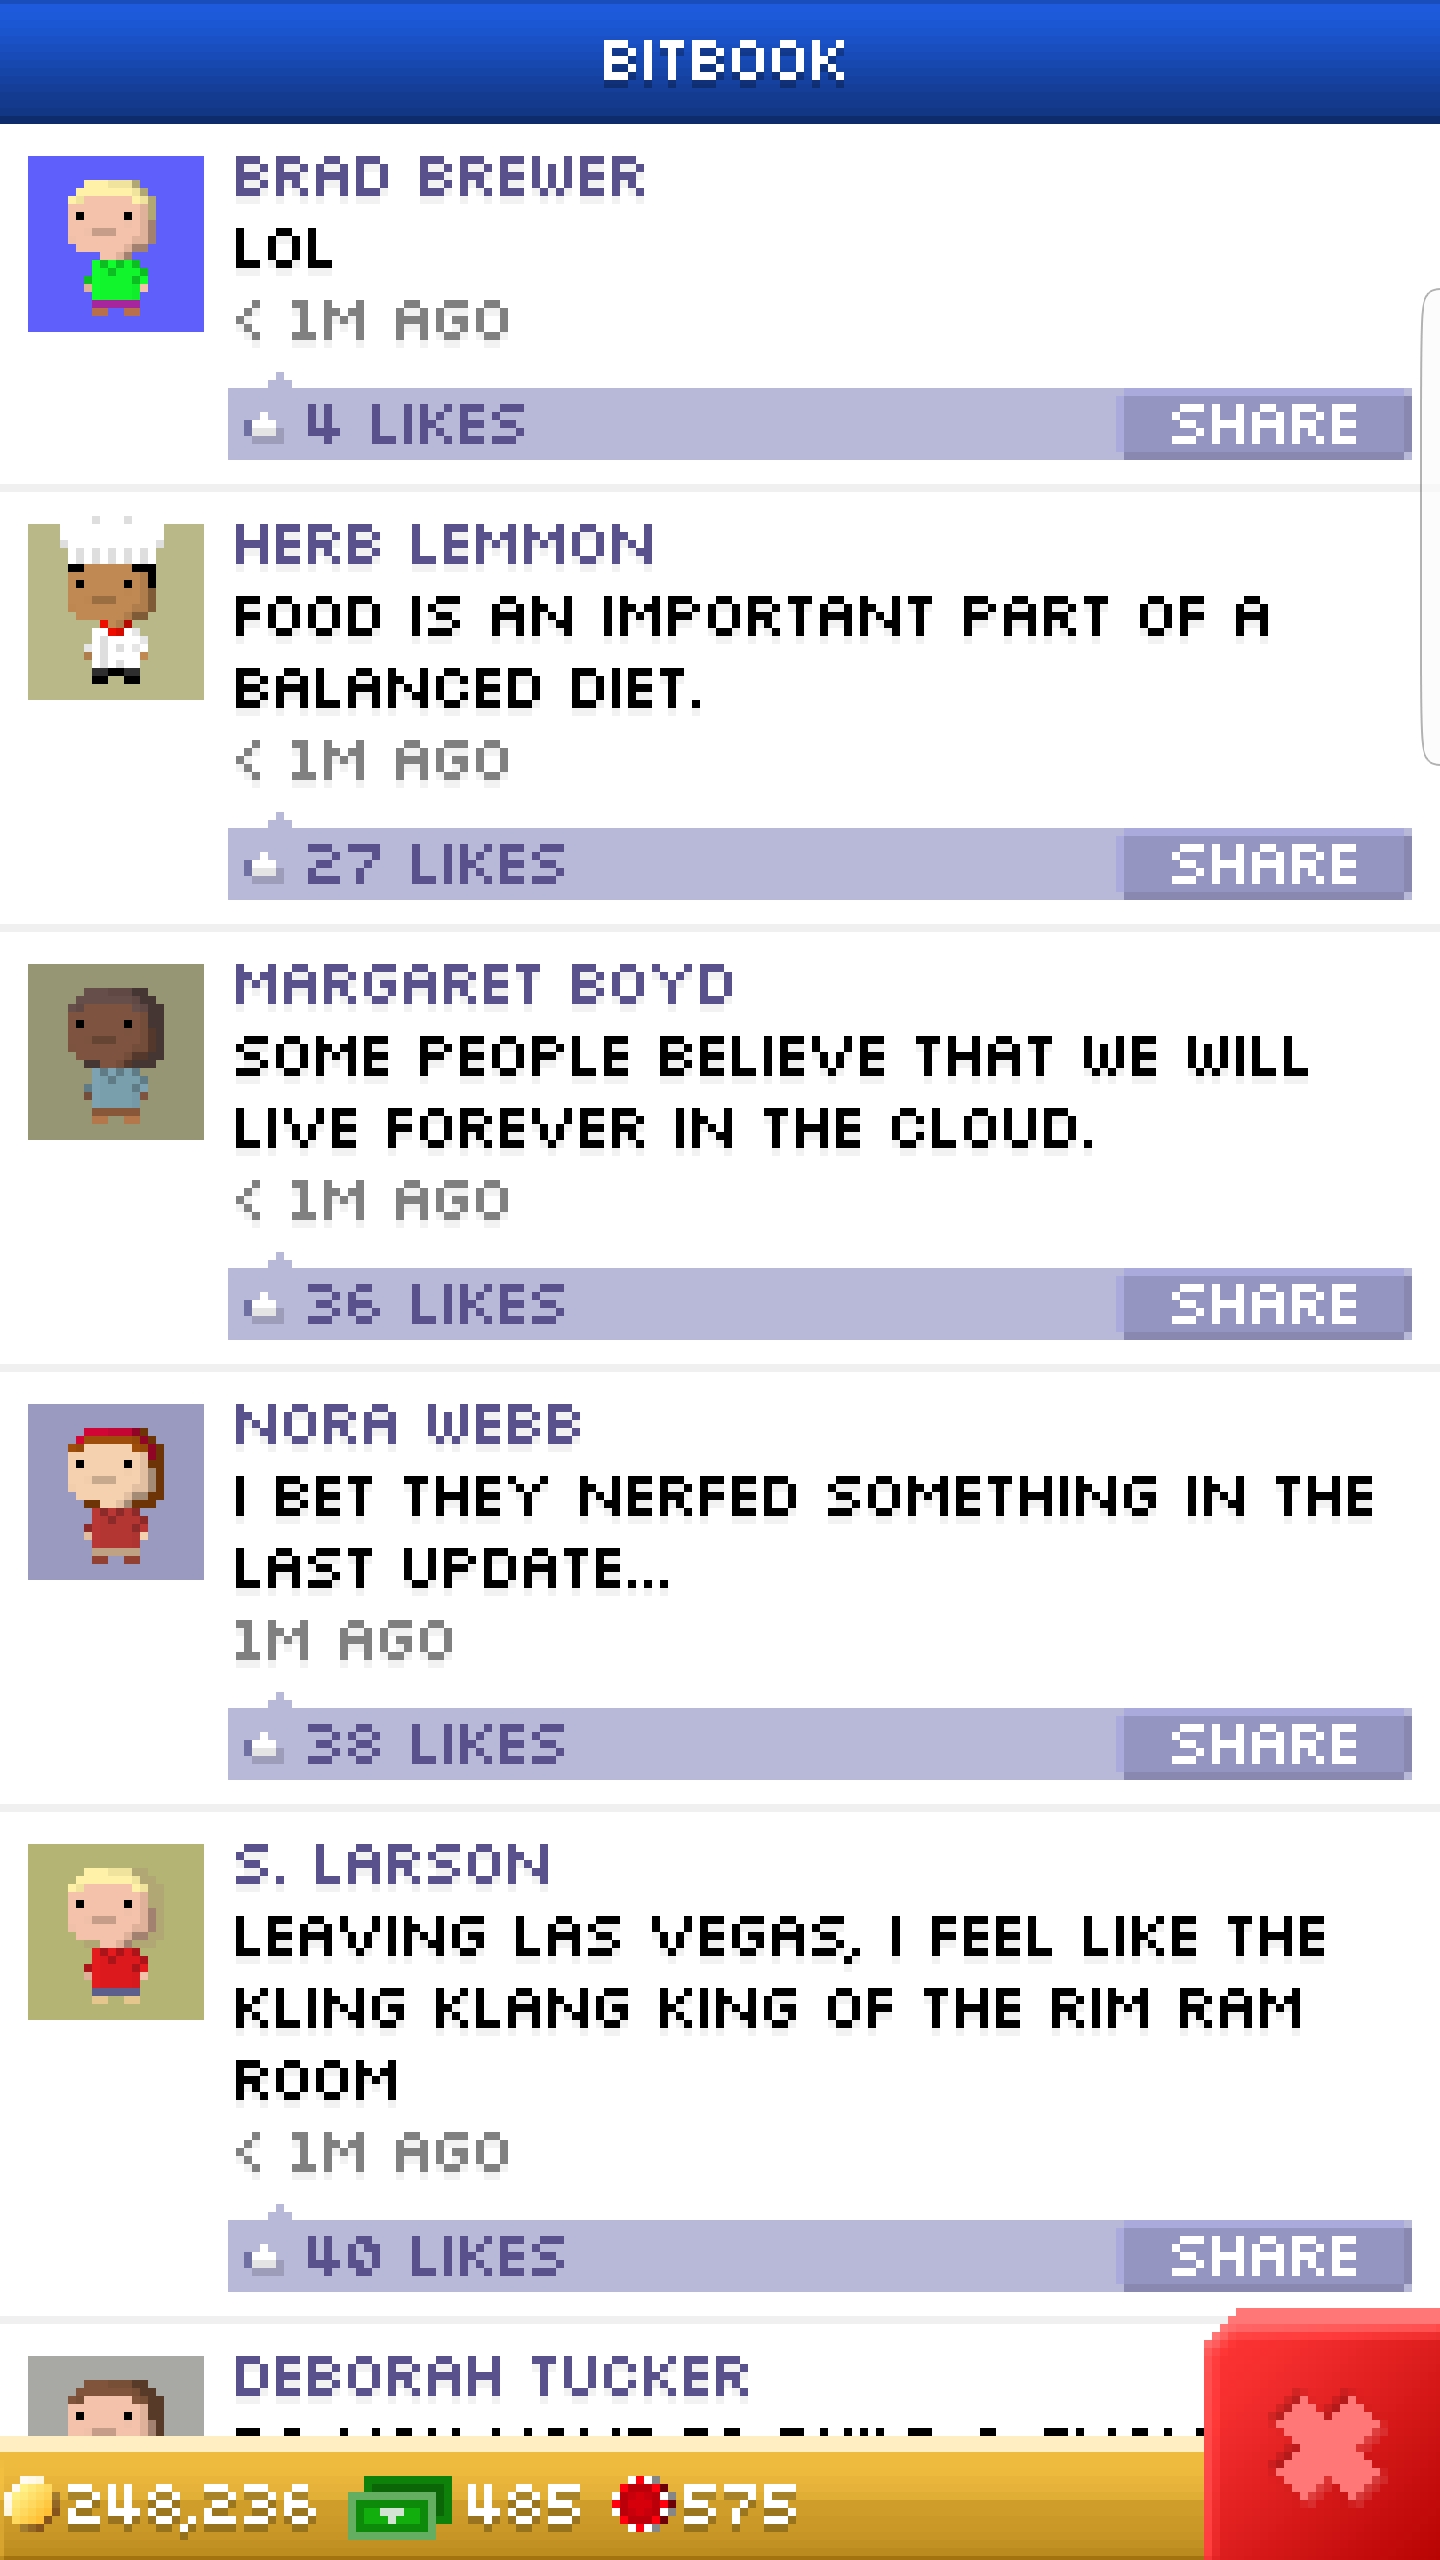 BITBOOK
BRAD BREWER
LOL
< 1M AGO
4 LIKES
SHARE
HERB LEMMON
FOOD IS AN IMPORTANT PART OF A
BALANCED DIET.
< 1M AGO
27 LIKES
SHARE
MARGARET BOYD
SOME PEOPLE BELIEVE THAT WE WILL
LIVE FOREVER IN THE CLOUD.
< 1M AGO
36 LIKES
SHARE
NORA WEBB
I BET THEY NERFED SOMETHING IN THE
LAST UPDATE...
1M AGO
38 LIKES
SHARE
S. LARSON
LEAVING LAS VEGAS, I FEEL LIKE THE
KLING KLANG KING OF THE RIM RAM
ROOM
< 1M AGO
40 LIKES
SHARE
DEBORAH TUCKER
248,236 485 575